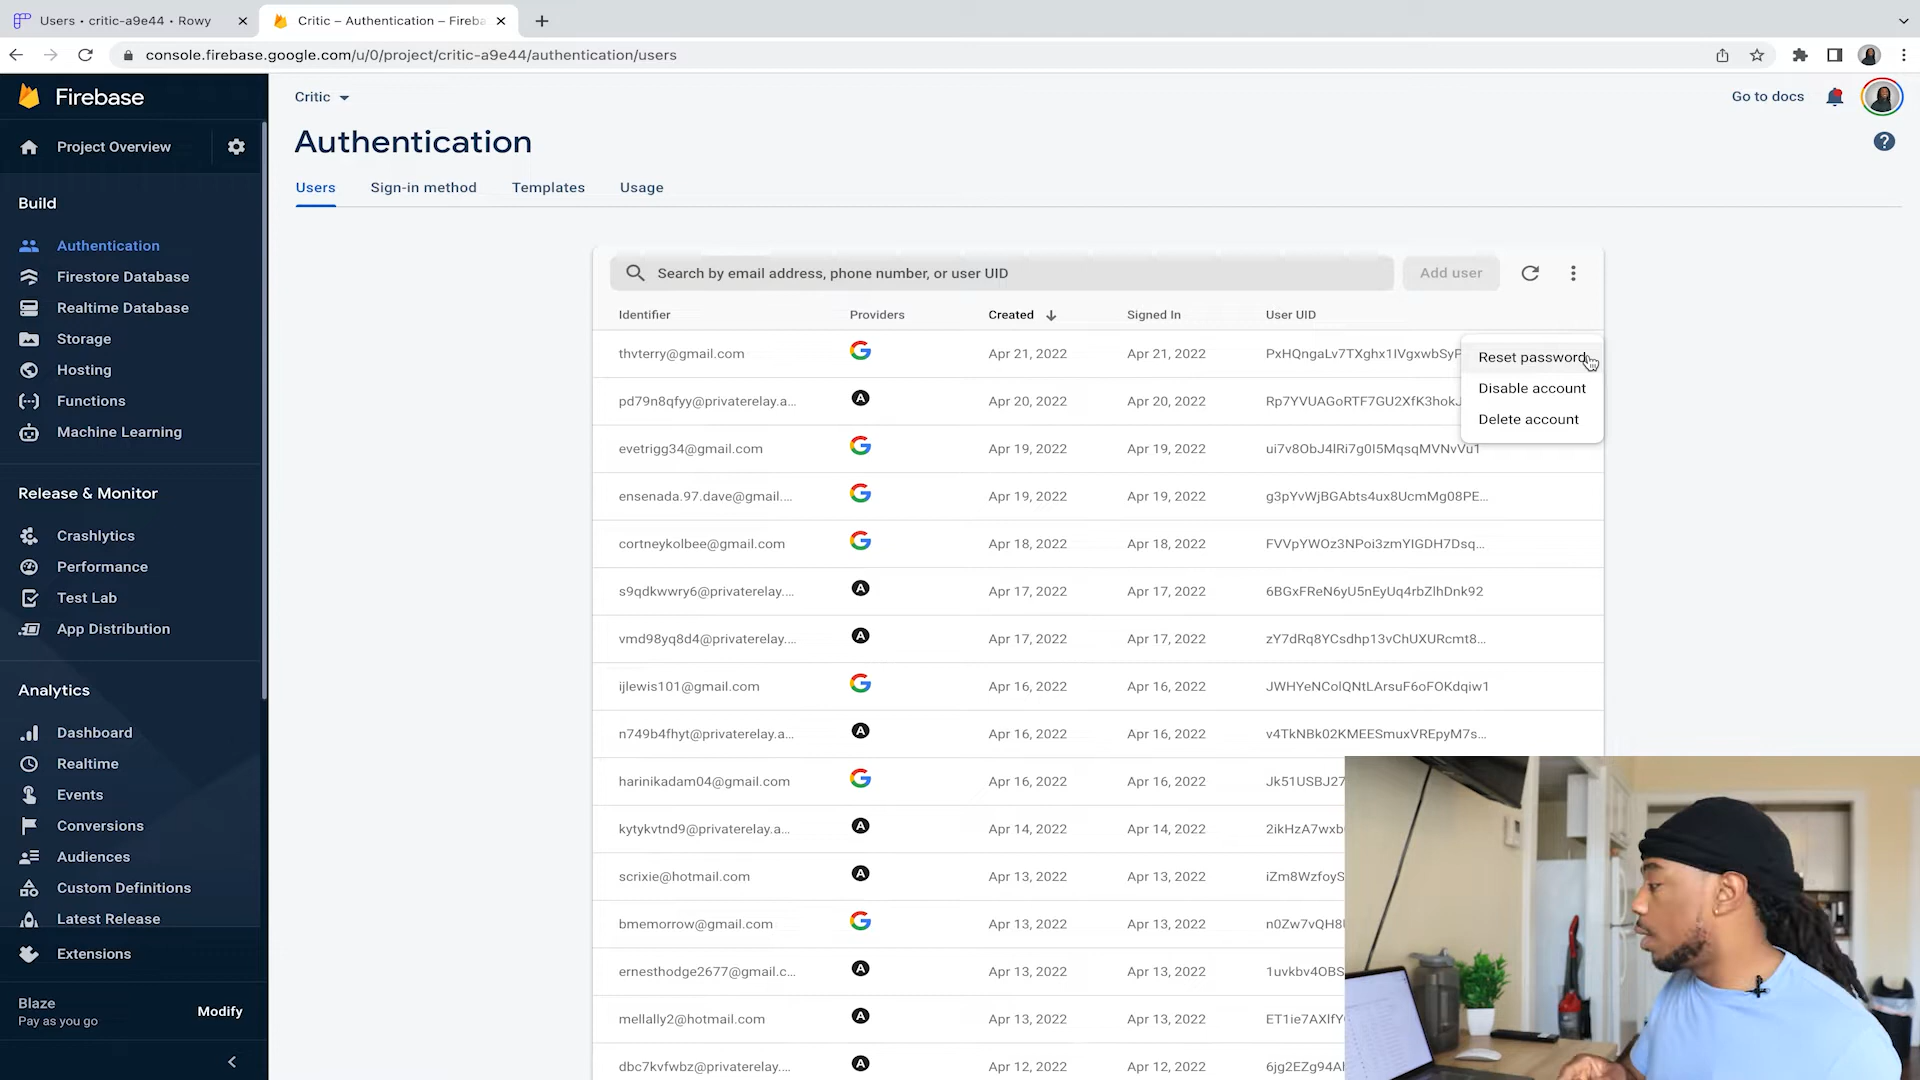 Users • critic-a9e44 • Rowy
Critic – Authentication – Fireba
console.firebase.google.com/u/0/project/critic-a9e44/authentication/users
Firebase
Critic
Go to docs
Authentication
Project Overview
Users Sign-in method Templates Usage
Build
Authentication
Firestore Database
Realtime Database
Storage
Hosting
Functions
Machine Learning
Release & Monitor
Crashlytics
Performance
Test Lab
App Distribution
Analytics
Dashboard
Realtime
Events
Conversions
Audiences
Custom Definitions
Latest Release
Extensions
Blaze
Pay as you go
Modify
Search by email address, phone number, or user UID
Add user
Identifier Providers Created Signed In User UID
thvterry@gmail.com Apr 21, 2022 Apr 21, 2022 PxHQngaLv7TXghx1IVgxwbSyP
pd79n8qfyy@privaterelay.a... Apr 20, 2022 Apr 20, 2022 Rp7YVUAGoRTF7GU2XfK3hokJ
evetrigg34@gmail.com Apr 19, 2022 Apr 19, 2022 ui7v8ObJ4lRi7g0I5MqsqMVNvVu1
ensenada.97.dave@gmail.... Apr 19, 2022 Apr 19, 2022 g3pYvWjBGAbts4ux8UcmMg08PE...
cortneykolbee@gmail.com Apr 18, 2022 Apr 18, 2022 FVVpYWOz3NPoi3zmYIGDH7Dsq...
s9qdkwwry6@privaterelay.... Apr 17, 2022 Apr 17, 2022 6BGxFReN6yU5nEyUq4rbZlhDnk92
vmd98yq8d4@privaterelay.... Apr 17, 2022 Apr 17, 2022 zY7dRq8YCsdhp13vChUXURcmt8...
ijlewis101@gmail.com Apr 16, 2022 Apr 16, 2022 JWHYeNColQNtLArsuF6oFOKdqiw1
n749b4fhyt@privaterelay.a... Apr 16, 2022 Apr 16, 2022 v4TkNBk02KMEESmuxVREpyM7s...
harinikadam04@gmail.com Apr 16, 2022 Apr 16, 2022 Jk51USBJ27
kytykvtnd9@privaterelay.a... Apr 14, 2022 Apr 14, 2022 2ikHzA7wxb
scrixie@hotmail.com Apr 13, 2022 Apr 13, 2022 iZm8WzfoyS
bmemorrow@gmail.com Apr 13, 2022 Apr 13, 2022 n0Zw7vQH8
ernesthodge2677@gmail.c... Apr 13, 2022 Apr 13, 2022 1uvkbv4OBS
mellally2@hotmail.com Apr 13, 2022 Apr 13, 2022 ET1ie7AXlfY
dbc7kvfwbz@privaterelay.... Apr 12, 2022 Apr 12, 2022 6jg2EZg94A
Reset password
Disable account
Delete account